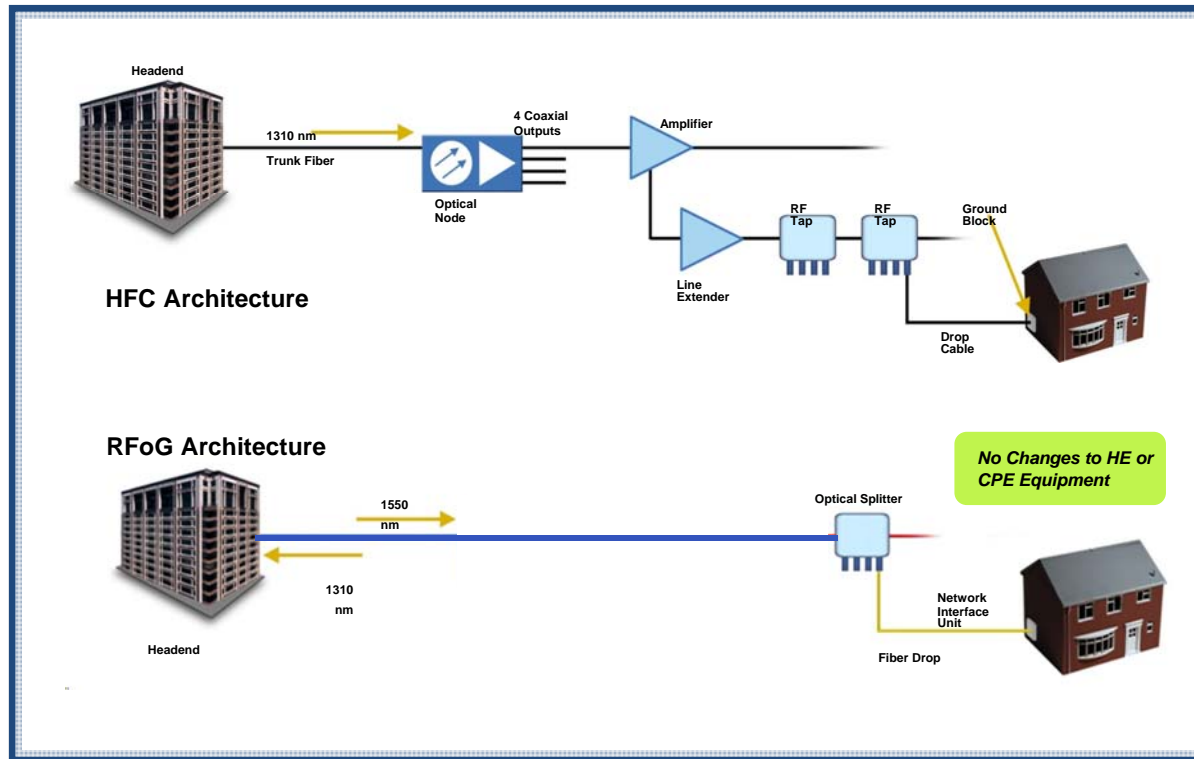 Headend
1310 nm
Trunk Fiber
4 Coaxial
Outputs
Optical
Node
Amplifier
Line
Extender
RF
Tap
RF
Tap
Ground
Block
Drop
Cable
HFC Architecture
RFoG Architecture
No Changes to HE or
CPE Equipment
1550
nm
1310
nm
Headend
Optical Splitter
Network
Interface
Unit
Fiber Drop